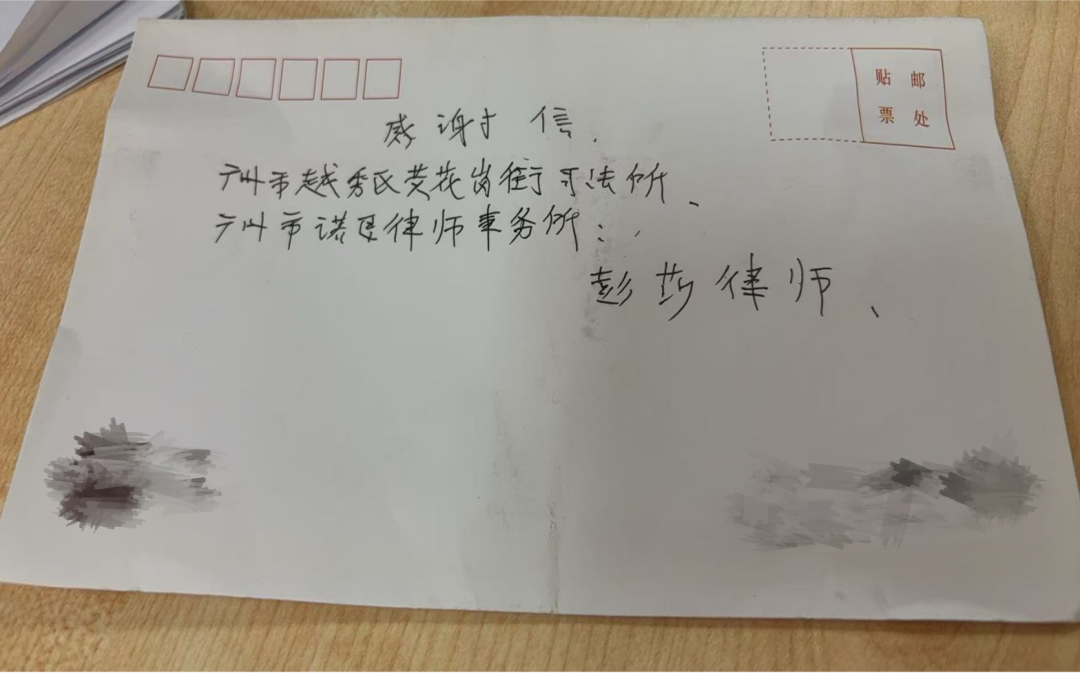 贴邮
票处
感谢信.
广州市越秀区黄花岗街司法所、
广州市诺臣律师事务所:
彭莎律师、